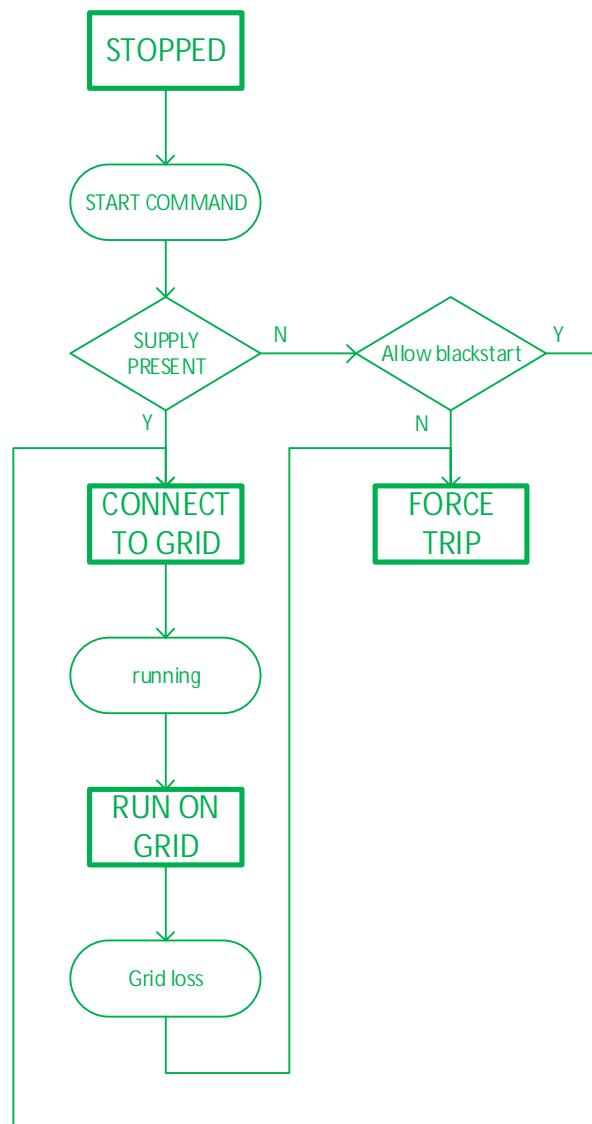 STOPPED
START COMMAND
SUPPLY
PRESENT
N
Allow blackstart
Y
Y
N
CONNECT
TO GRID
FORCE
TRIP
running
RUN ON
GRID
Grid loss